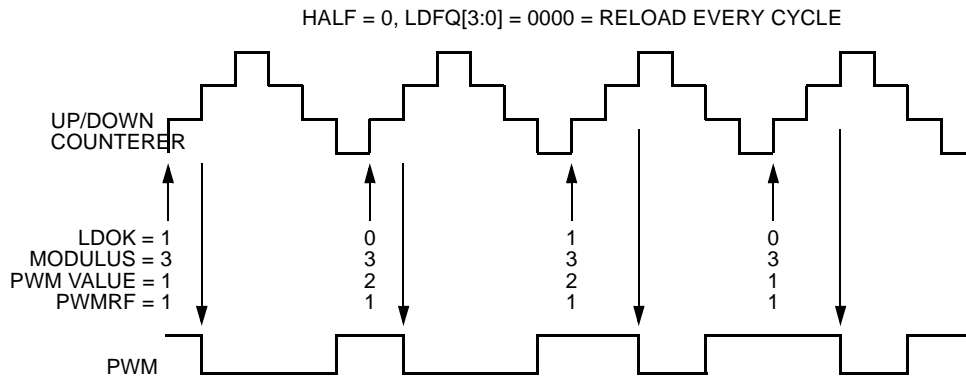 HALF = 0, LDFQ[3:0] = 0000 = RELOAD EVERY CYCLE
UP/DOWN
COUNTERER
LDOK = 1 0 1 0
MODULUS = 3 3 3 3
PWM VALUE = 1 2 2 1
PWMRF = 1 1 1 1
PWM